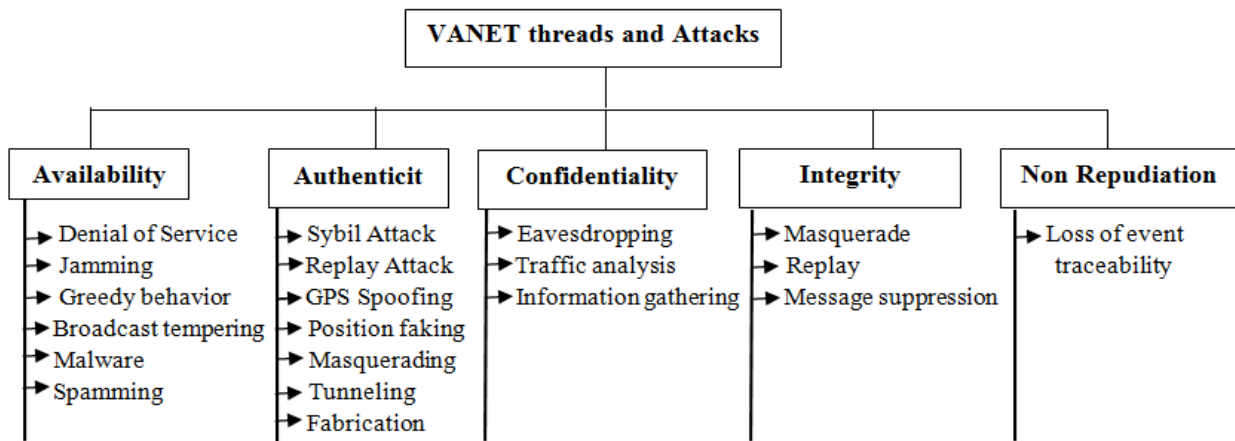 VANET threads and Attacks
Availability
Denial of Service
Jamming
Greedy behavior
Broadcast tempering
Malware
Spamming
Authenticit
Sybil Attack
Replay Attack
GPS Spoofing
Position faking
Masquerading
Tunneling
Fabrication
Confidentiality
Eavesdropping
Traffic analysis
Information gathering
Integrity
Masquerade
Replay
Message suppression
Non Repudiation
Loss of event
traceability